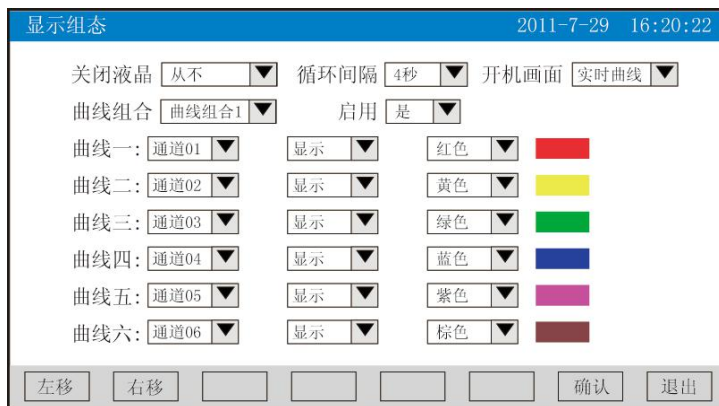 显示组态 2011-7-29 16:20:22
关闭液晶 从不 循环间隔 4秒 开机画面 实时曲线
曲线组合 曲线组合1 启用 是
曲线一: 通道01 显示 红色
曲线二: 通道02 显示 黄色
曲线三: 通道03 显示 绿色
曲线四: 通道04 显示 蓝色
曲线五: 通道05 显示 紫色
曲线六: 通道06 显示 棕色
左移 右移 确认 退出